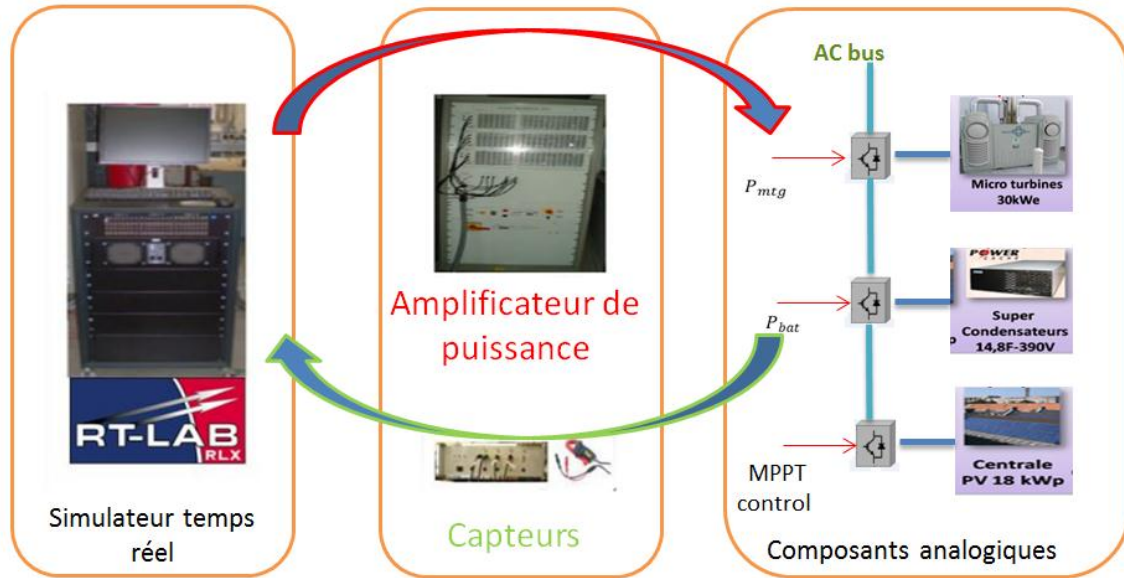 RT-LAB
RLX
Simulateur temps
réel
Amplificateur de
puissance
Capteurs
AC bus
P_mtg
P_bat
MPPT
control
Micro turbines
30kWe
POWER
Super
Condensateurs
14,8F-390V
Centrale
PV 18 kWp
Composants analogiques